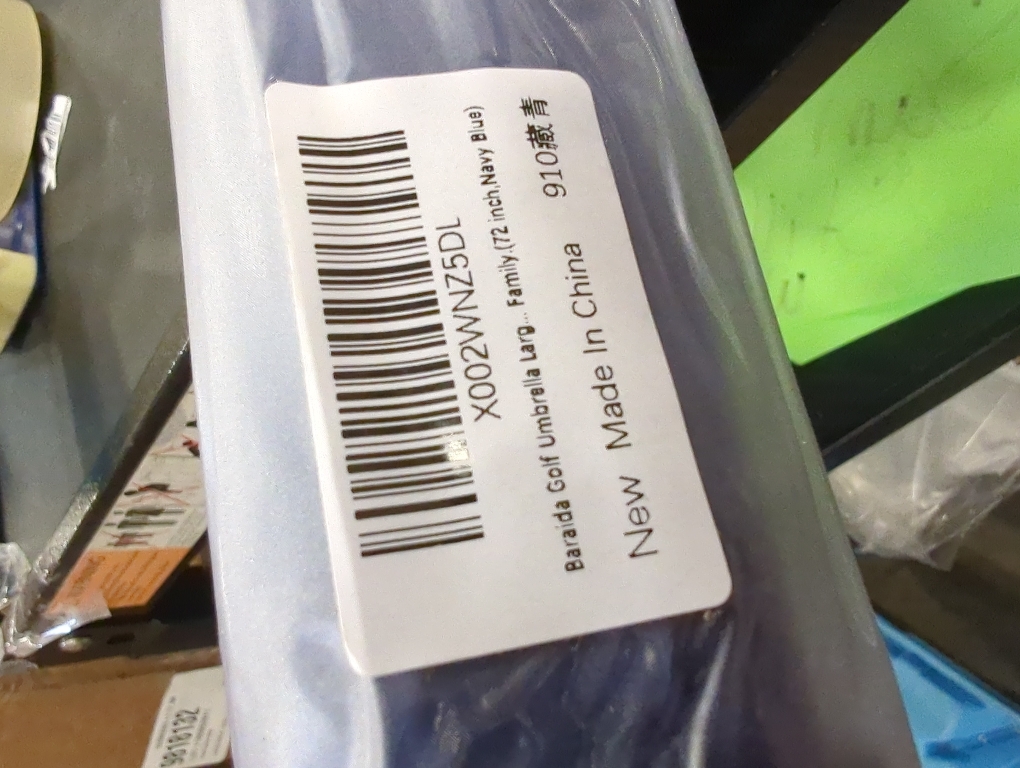 X002WNZ5DL
Baraida Golf Umbrella Larg... Family,(72 inch,Navy Blue)
New Made In China 910藏青
9818132